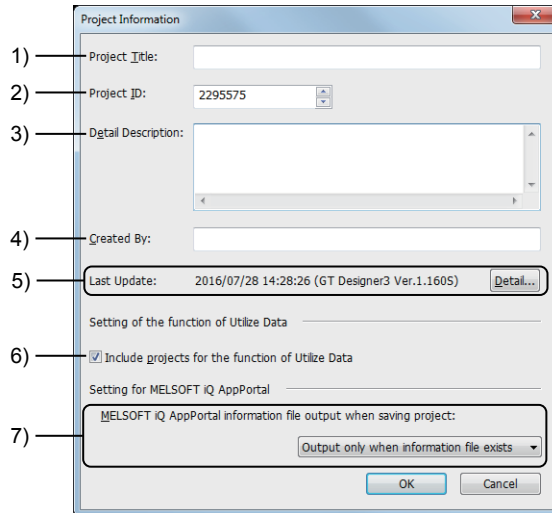 Project Information
1) Project Title:
2) Project ID: 2295575
3) Detail Description:
4) Created By:
5) Last Update: 2016/07/28 14:28:26 (GT Designer3 Ver.1.160S) Detail...
Setting of the function of Utilize Data
6) Include projects for the function of Utilize Data
Setting for MELSOFT iQ AppPortal
MELSOFT iQ AppPortal information file output when saving project:
7) Output only when information file exists
OK Cancel